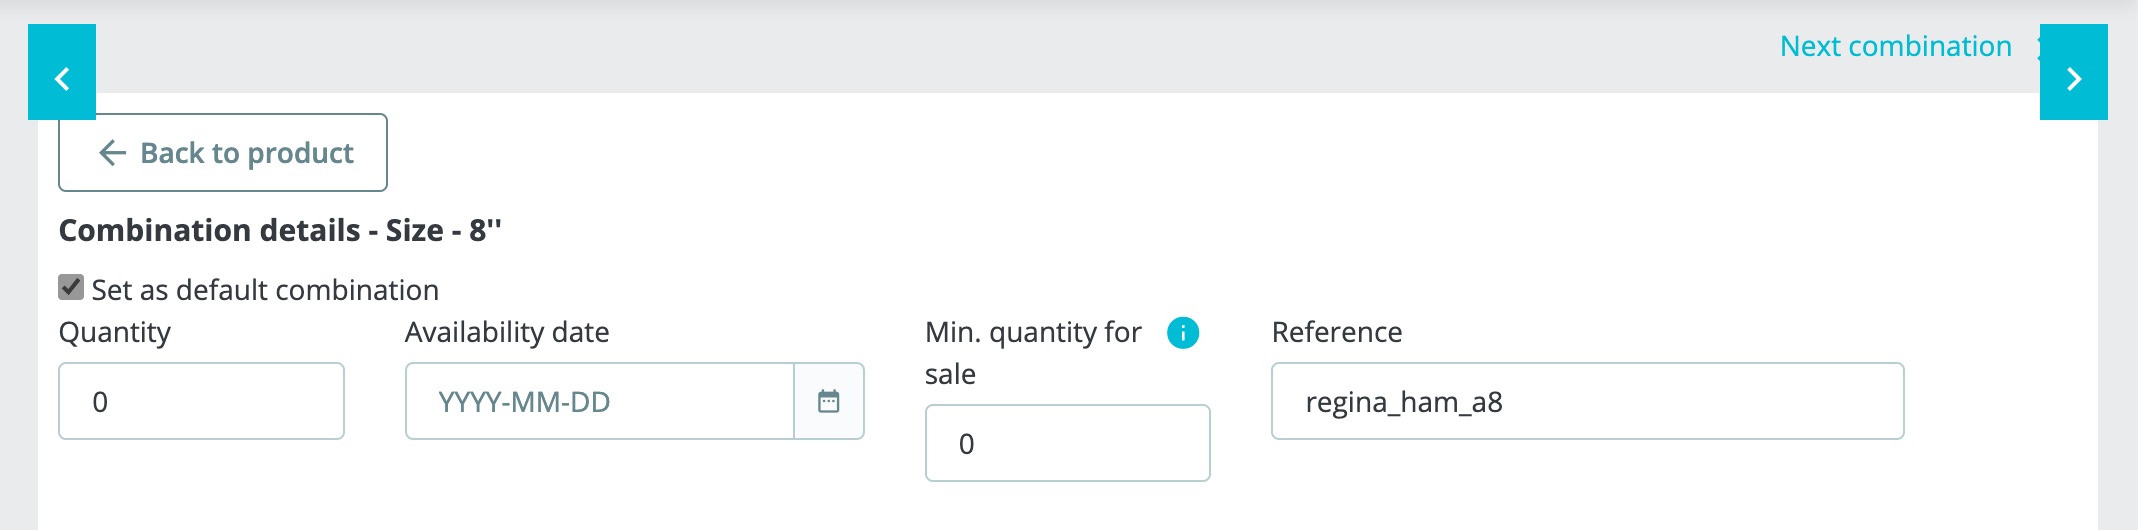 Next combination
Back to product
Combination details - Size - 8''
Set as default combination
Quantity
Availability date
Min. quantity for
sale
Reference
0
YYYY-MM-DD
0
regina_ham_a8